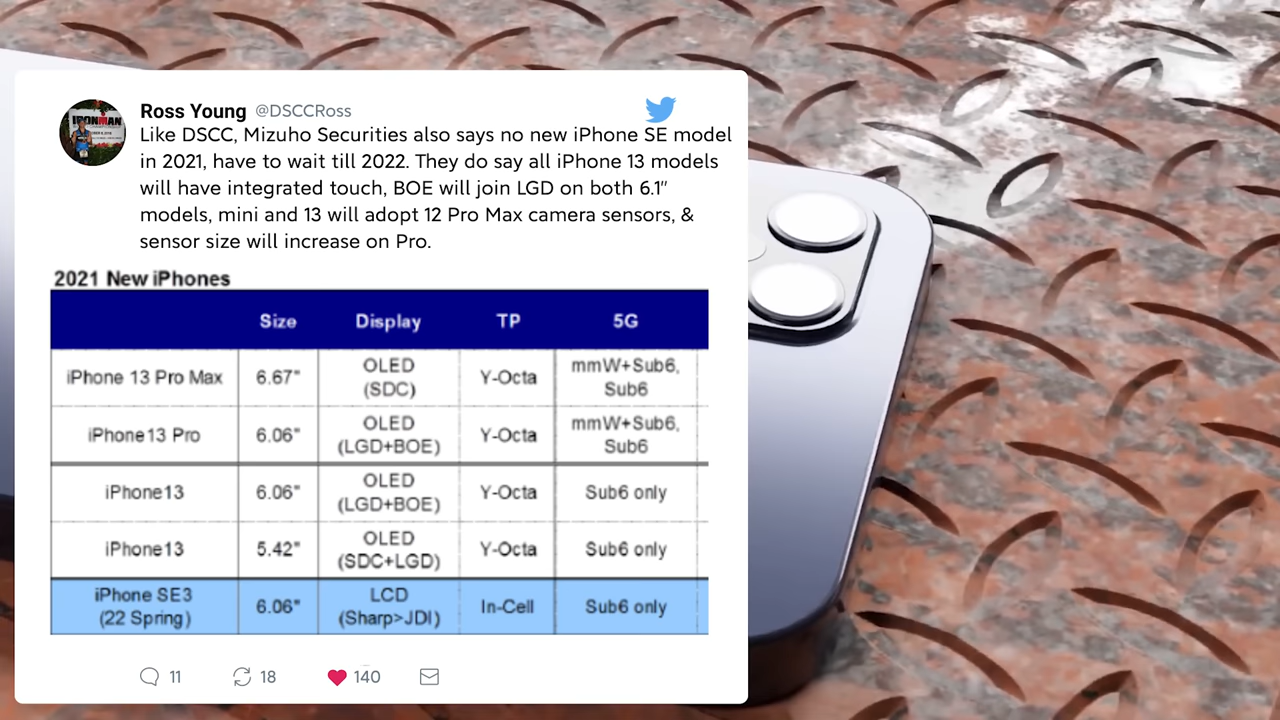 Ross Young @DSCCRoss
Like DSCC, Mizuho Securities also says no new iPhone SE model
in 2021, have to wait till 2022. They do say all iPhone 13 models
will have integrated touch, BOE will join LGD on both 6.1"
models, mini and 13 will adopt 12 Pro Max camera sensors, &
sensor size will increase on Pro.
2021 New iPhones
Size Display TP 5G
iPhone 13 Pro Max 6.67" OLED (SDC) Y-Octa mmW+Sub6, Sub6
iPhone13 Pro 6.06" OLED (LGD+BOE) Y-Octa mmW+Sub6, Sub6
iPhone13 6.06" OLED (LGD+BOE) Y-Octa Sub6 only
iPhone13 5.42" OLED (SDC+LGD) Y-Octa Sub6 only
iPhone SE3 (22 Spring) 6.06" LCD (Sharp>JDI) In-Cell Sub6 only
11 18 140
IRONMAN